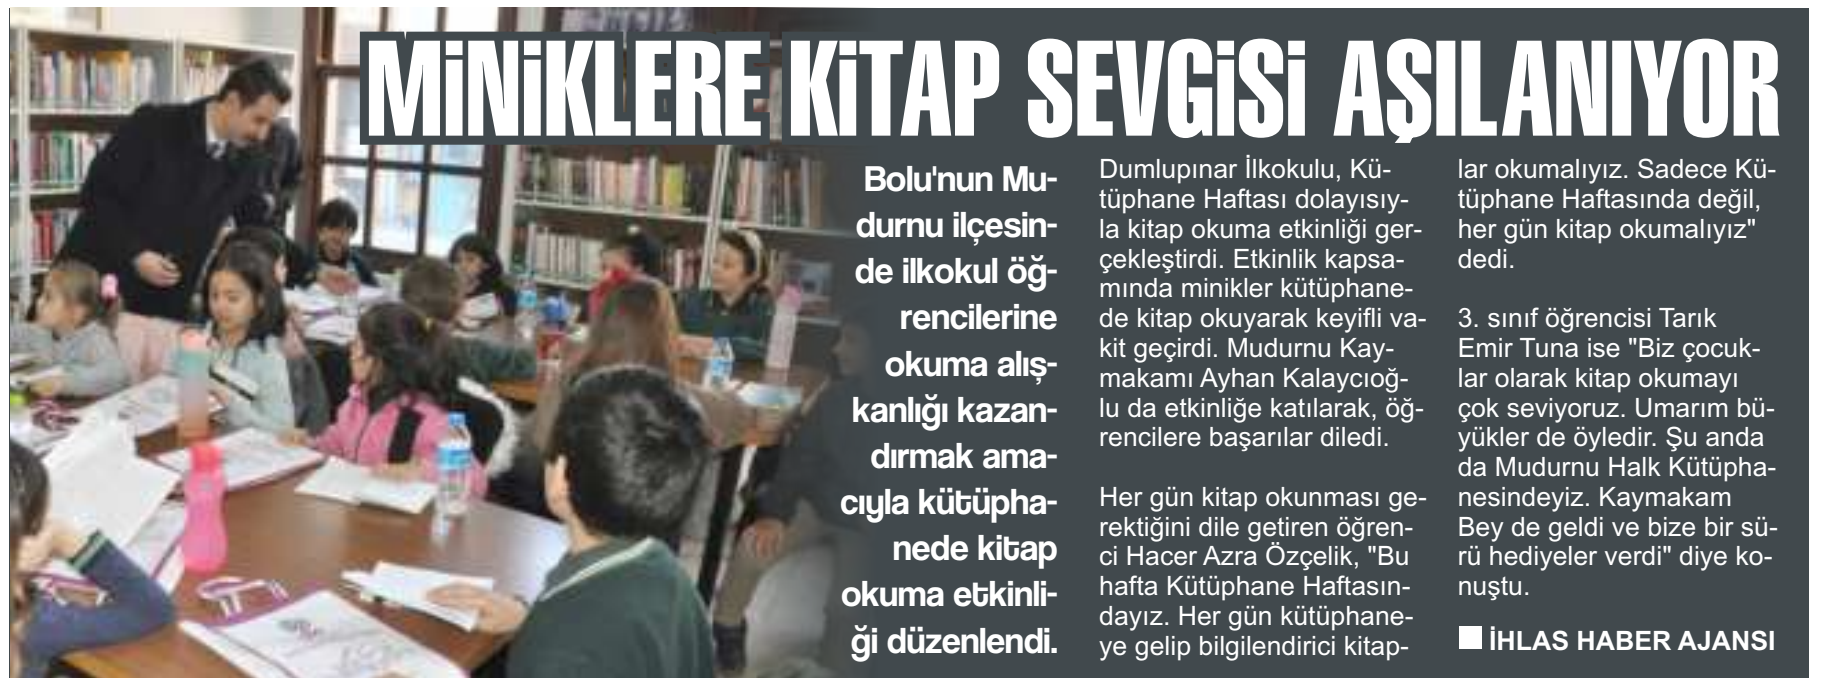 MİNİKLERE KİTAP SEVGİSİ AŞILANIYOR
Bolu'nun Mu-
durnu ilçesin-
de ilkokul öğ-
rencilerine
okuma alış-
kanlığı kazan-
dırmak ama-
cıyla kütüpha-
nede kitap
okuma etkinli-
ği düzenlendi.
Dumlupınar İlkokulu, Kü-
tüphane Haftası dolayısıy-
la kitap okuma etkinliği ger-
çekleştirdi. Etkinlik kapsa-
mında minikler kütüphane-
de kitap okuyarak keyifli va-
kit geçirdi. Mudurnu Kay-
makamı Ayhan Kalaycıoğ-
lu da etkinliğe katılarak, öğ-
rencilere başarılar diledi.
Her gün kitap okunması ge-
rektiğini dile getiren öğren-
ci Hacer Azra Özçelik, "Bu
hafta Kütüphane Haftasın-
dayız. Her gün kütüphane-
ye gelip bilgilendirici kitap-
lar okumalıyız. Sadece Kü-
tüphane Haftasında değil,
her gün kitap okumalıyız"
dedi.
3. sınıf öğrencisi Tarık
Emir Tuna ise "Biz çocuk-
lar olarak kitap okumayı
çok seviyoruz. Umarım bü-
yükler de öyledir. Şu anda
da Mudurnu Halk Kütüpha-
nesindeyiz. Kaymakam
Bey de geldi ve bize bir sü-
rü hediyeler verdi" diye ko-
nuştu.
İHLAS HABER AJANSI